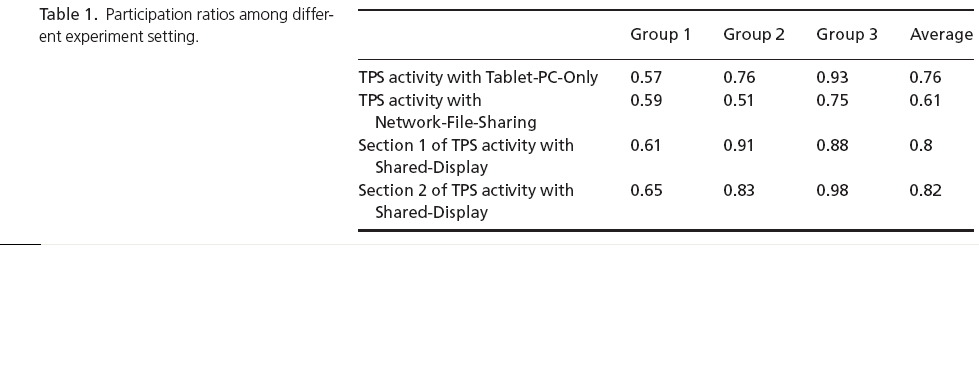 Table 1. Participation ratios among differ-
ent experiment setting.
Group 1 Group 2 Group 3 Average
TPS activity with Tablet-PC-Only 0.57 0.76 0.93 0.76
TPS activity with 0.59 0.51 0.75 0.61
Network-File-Sharing
Section 1 of TPS activity with 0.61 0.91 0.88 0.8
Shared-Display
Section 2 of TPS activity with 0.65 0.83 0.98 0.82
Shared-Display